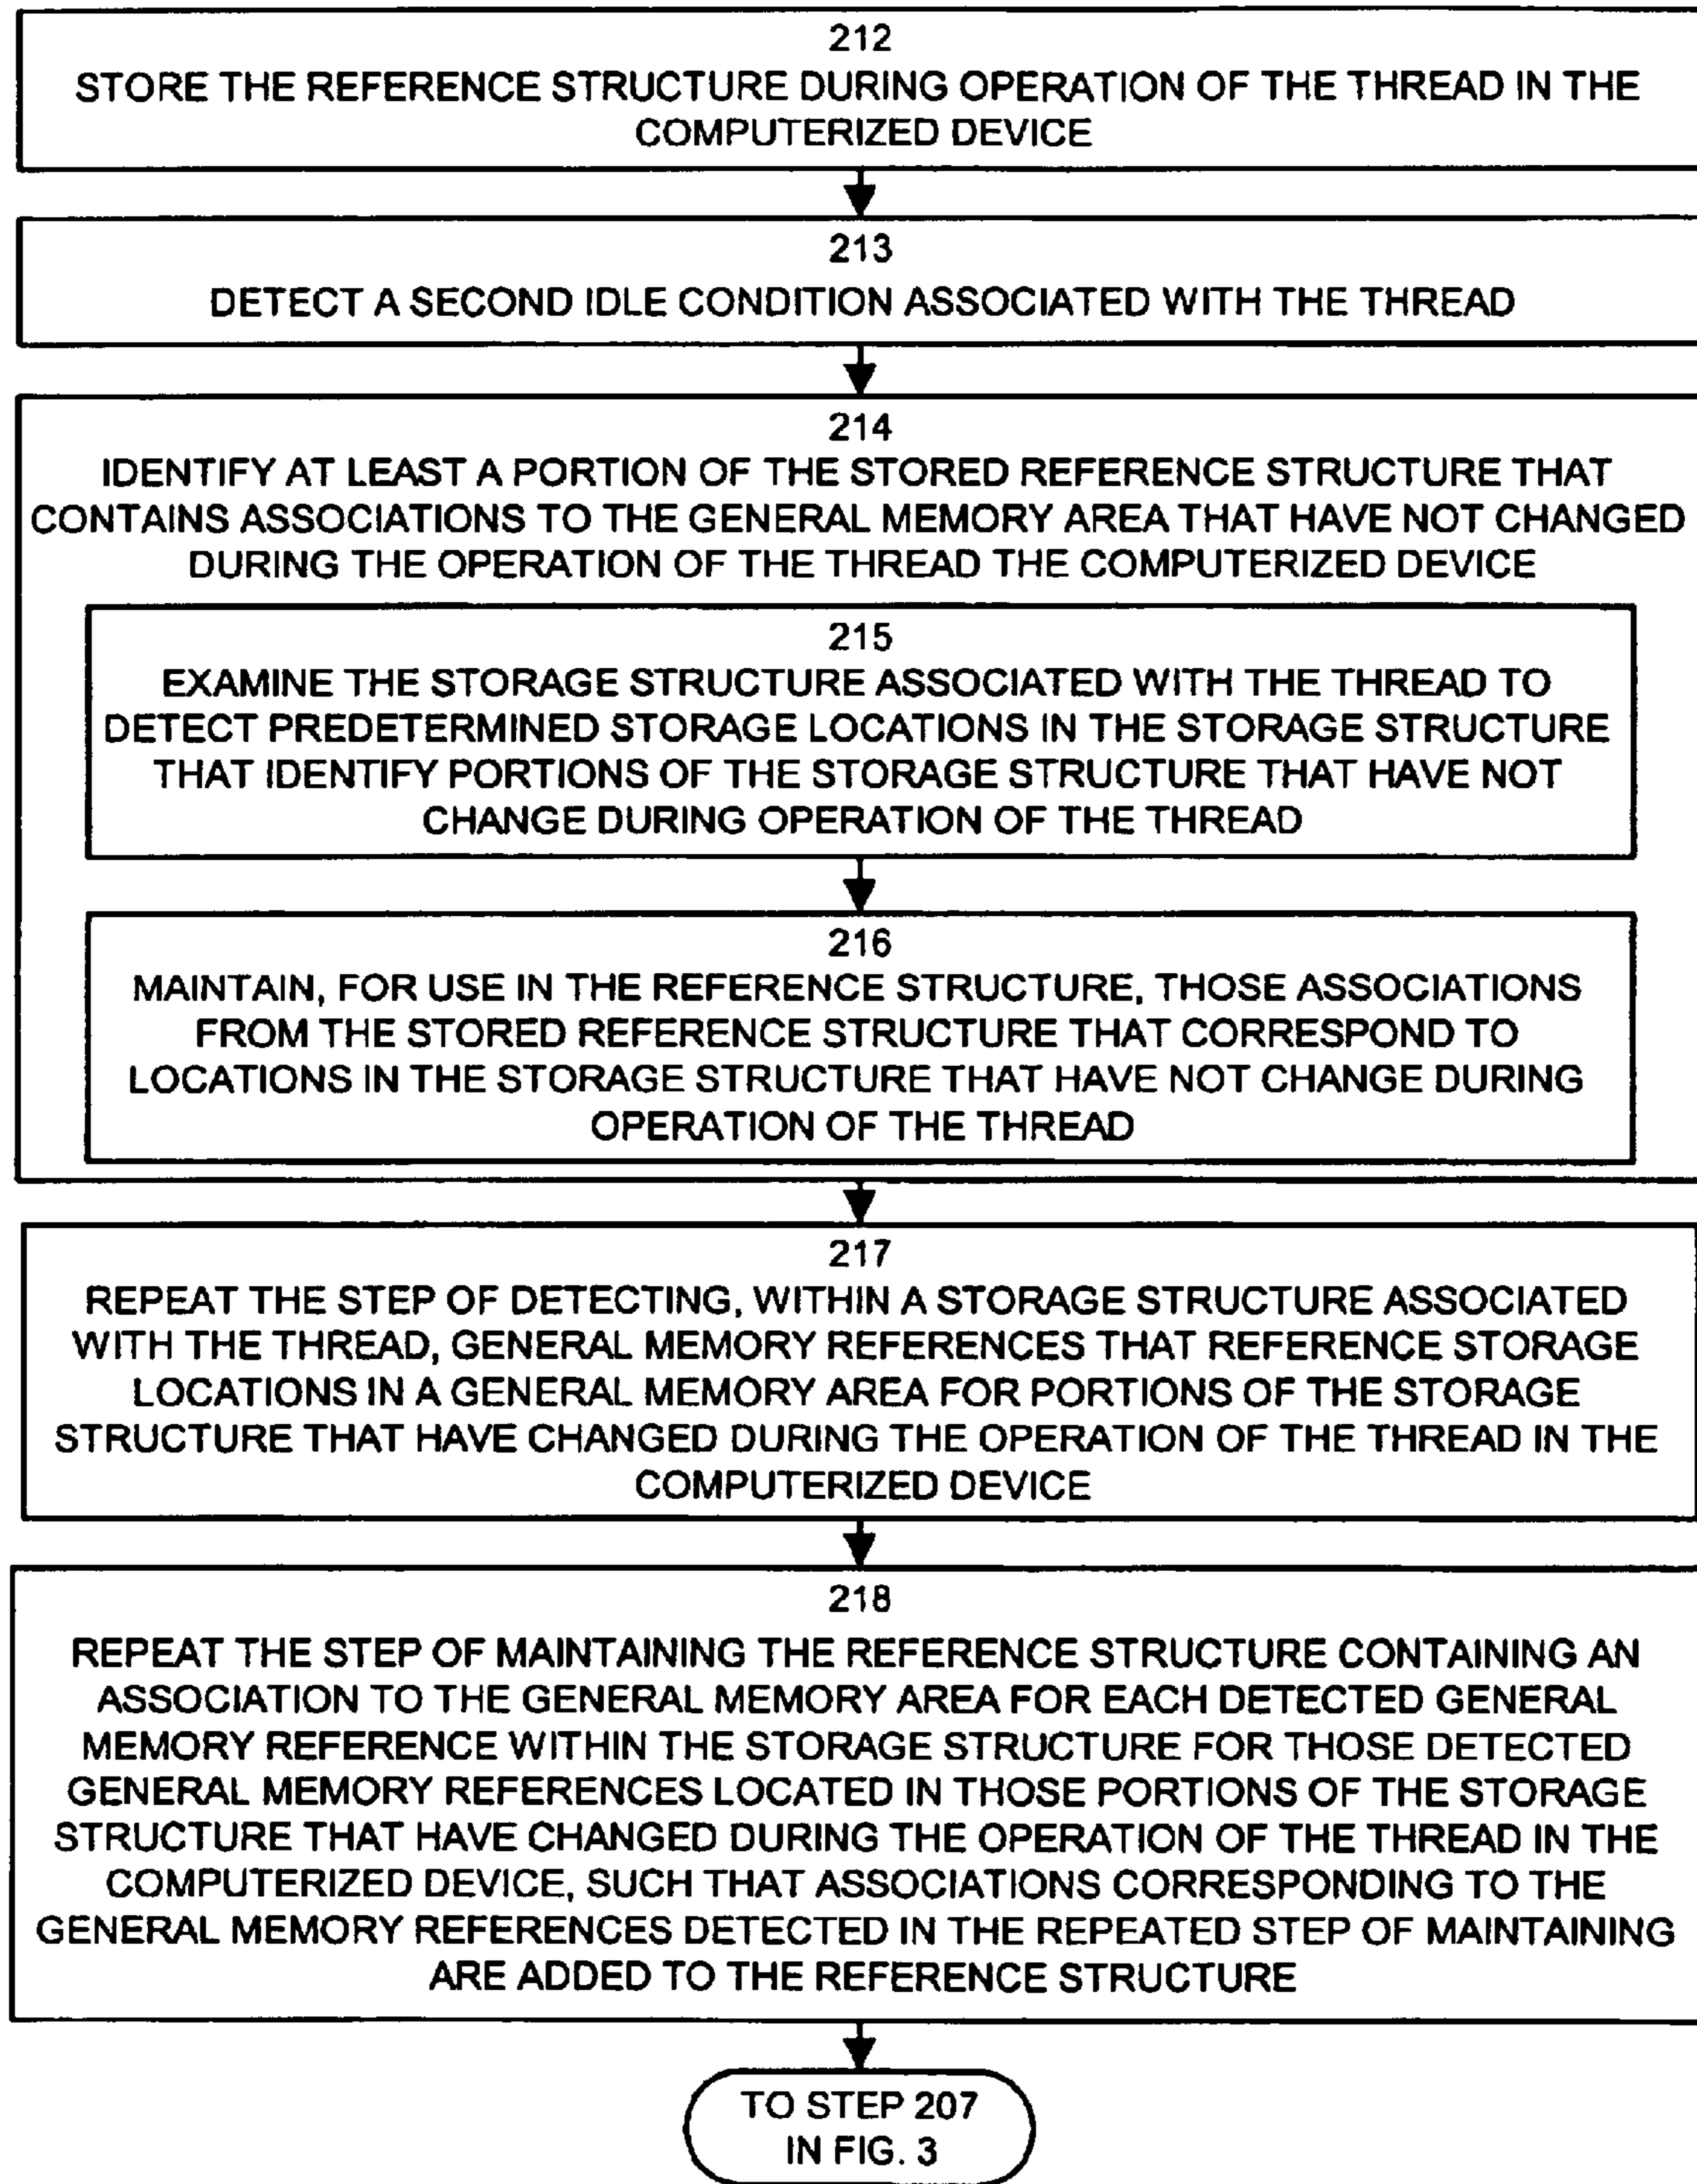 212
STORE THE REFERENCE STRUCTURE DURING OPERATION OF THE THREAD IN THE
COMPUTERIZED DEVICE
213
DETECT A SECOND IDLE CONDITION ASSOCIATED WITH THE THREAD
214
IDENTIFY AT LEAST A PORTION OF THE STORED REFERENCE STRUCTURE THAT
CONTAINS ASSOCIATIONS TO THE GENERAL MEMORY AREA THAT HAVE NOT CHANGED
DURING THE OPERATION OF THE THREAD THE COMPUTERIZED DEVICE
215
EXAMINE THE STORAGE STRUCTURE ASSOCIATED WITH THE THREAD TO
DETECT PREDETERMINED STORAGE LOCATIONS IN THE STORAGE STRUCTURE
THAT IDENTIFY PORTIONS OF THE STORAGE STRUCTURE THAT HAVE NOT
CHANGE DURING OPERATION OF THE THREAD
216
MAINTAIN, FOR USE IN THE REFERENCE STRUCTURE, THOSE ASSOCIATIONS
FROM THE STORED REFERENCE STRUCTURE THAT CORRESPOND TO
LOCATIONS IN THE STORAGE STRUCTURE THAT HAVE NOT CHANGE DURING
OPERATION OF THE THREAD
217
REPEAT THE STEP OF DETECTING, WITHIN A STORAGE STRUCTURE ASSOCIATED
WITH THE THREAD, GENERAL MEMORY REFERENCES THAT REFERENCE STORAGE
LOCATIONS IN A GENERAL MEMORY AREA FOR PORTIONS OF THE STORAGE
STRUCTURE THAT HAVE CHANGED DURING THE OPERATION OF THE THREAD IN THE
COMPUTERIZED DEVICE
218
REPEAT THE STEP OF MAINTAINING THE REFERENCE STRUCTURE CONTAINING AN
ASSOCIATION TO THE GENERAL MEMORY AREA FOR EACH DETECTED GENERAL
MEMORY REFERENCE WITHIN THE STORAGE STRUCTURE FOR THOSE DETECTED
GENERAL MEMORY REFERENCES LOCATED IN THOSE PORTIONS OF THE STORAGE
STRUCTURE THAT HAVE CHANGED DURING THE OPERATION OF THE THREAD IN THE
COMPUTERIZED DEVICE, SUCH THAT ASSOCIATIONS CORRESPONDING TO THE
GENERAL MEMORY REFERENCES DETECTED IN THE REPEATED STEP OF MAINTAINING
ARE ADDED TO THE REFERENCE STRUCTURE
TO STEP 207
IN FIG. 3